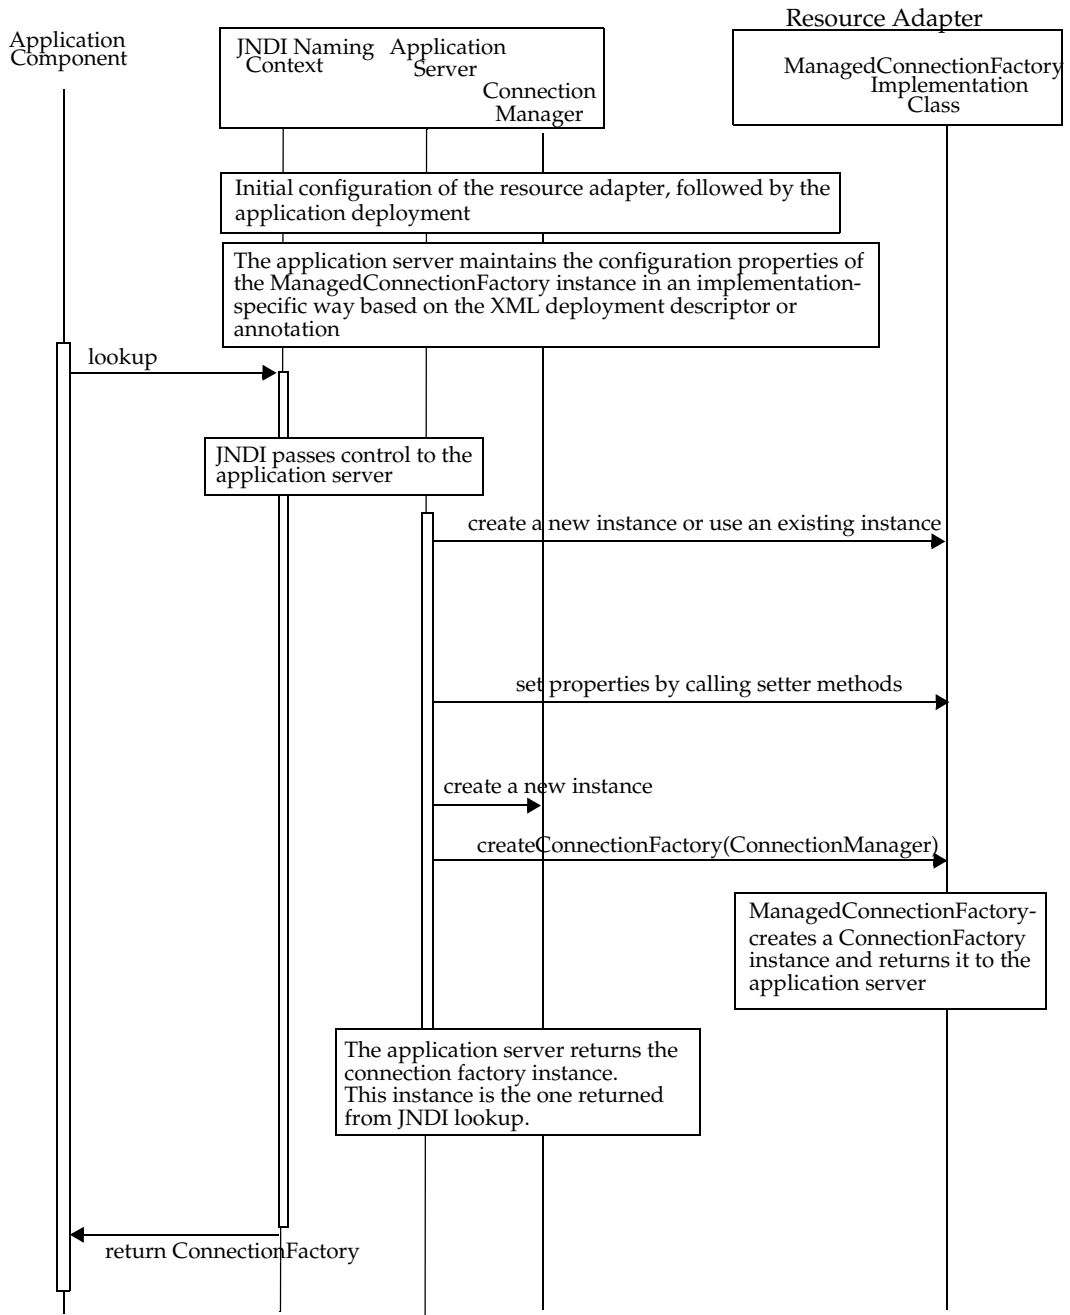 Resource Adapter
Application
Component
JNDI Naming
Context
Application
Server
Connection
Manager
ManagedConnectionFactory
Implementation
Class
Initial configuration of the resource adapter, followed by the
application deployment
The application server maintains the configuration properties of
the ManagedConnectionFactory instance in an implementation-
specific way based on the XML deployment descriptor or
annotation
lookup
JNDI passes control to the
application server
create a new instance or use an existing instance
set properties by calling setter methods
create a new instance
createConnectionFactory(ConnectionManager)
ManagedConnectionFactory-
creates a ConnectionFactory
instance and returns it to the
application server
The application server returns the
connection factory instance.
This instance is the one returned
from JNDI lookup.
return ConnectionFactory